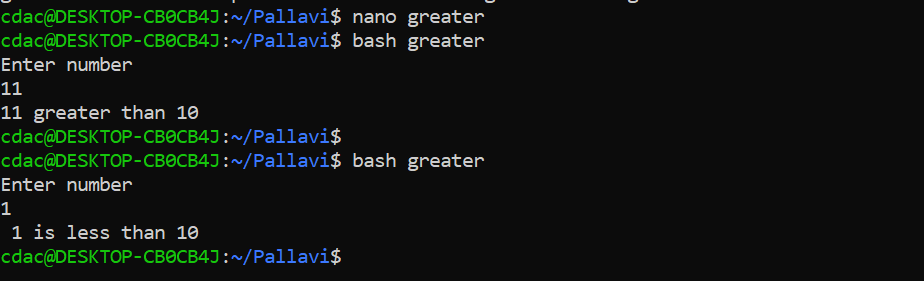 cdac@DESKTOP-CB0CB4J:~/Pallavi$ nano greater
cdac@DESKTOP-CB0CB4J:~/Pallavi$ bash greater
Enter number
11
11 greater than 10
cdac@DESKTOP-CB0CB4J:~/Pallavi$
cdac@DESKTOP-CB0CB4J:~/Pallavi$ bash greater
Enter number
1
 1 is less than 10
cdac@DESKTOP-CB0CB4J:~/Pallavi$